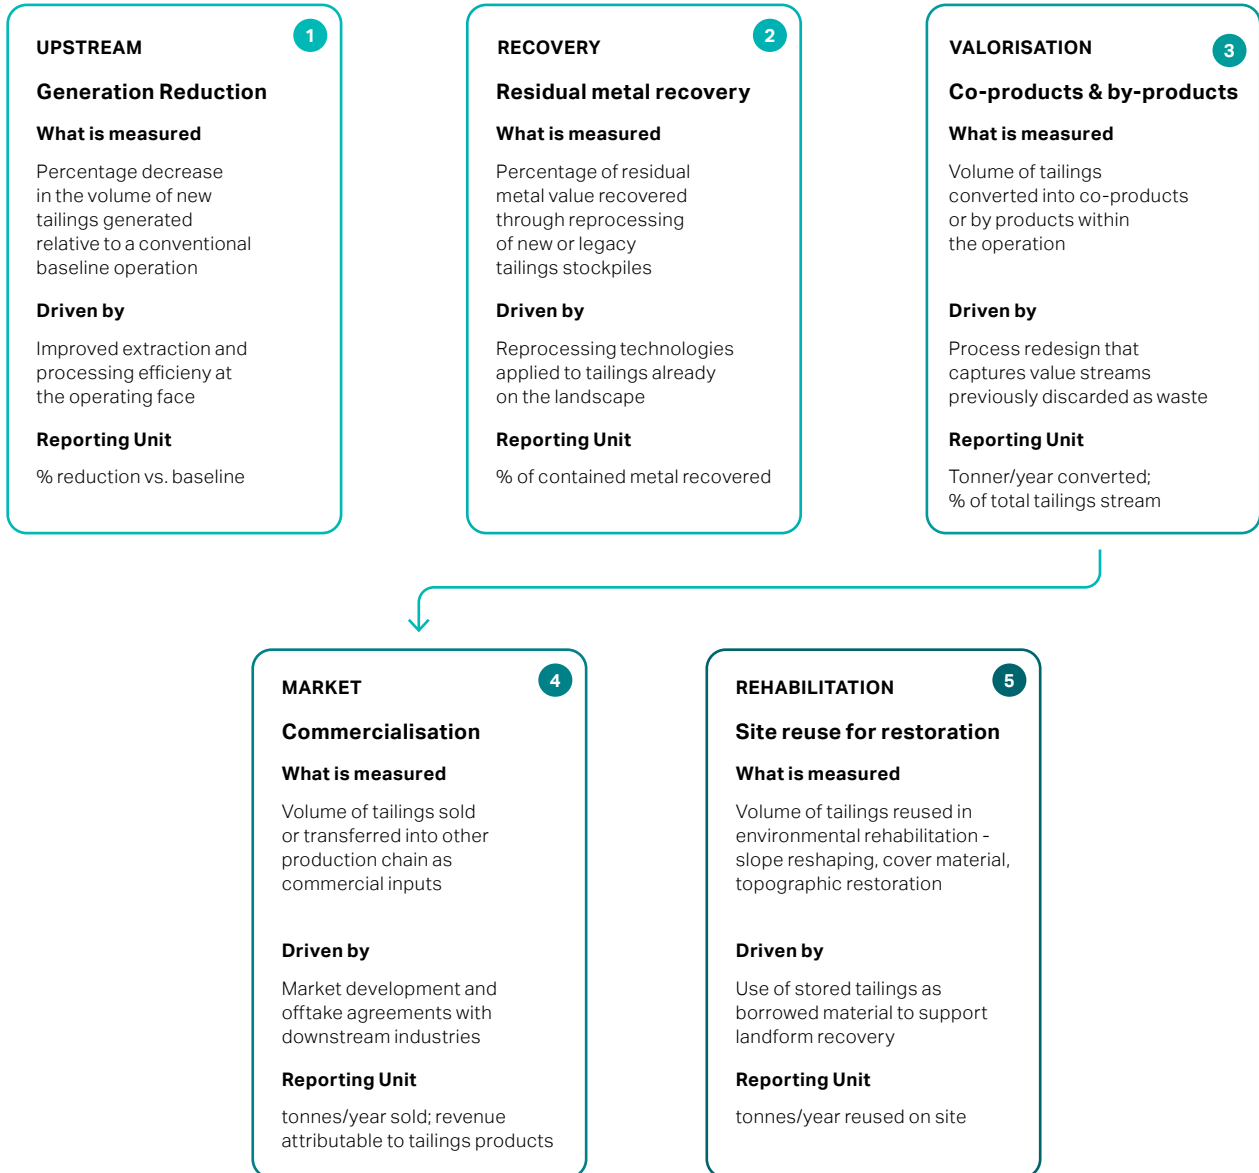 1
UPSTREAM
Generation Reduction
What is measured
Percentage decrease
in the volume of new
tailings generated
relative to a conventional
baseline operation
Driven by
Improved extraction and
processing efficieny at
the operating face
Reporting Unit
% reduction vs. baseline
2
RECOVERY
Residual metal recovery
What is measured
Percentage of residual
metal value recovered
through reprocessing
of new or legacy
tailings stockpiles
Driven by
Reprocessing technologies
applied to tailings already
on the landscape
Reporting Unit
% of contained metal recovered
3
VALORISATION
Co-products & by-products
What is measured
Volume of tailings
converted into co-products
or by products within
the operation
Driven by
Process redesign that
captures value streams
previously discarded as waste
Reporting Unit
Tonner/year converted;
% of total tailings stream
4
MARKET
Commercialisation
What is measured
Volume of tailings sold
or transferred into other
production chain as
commercial inputs
Driven by
Market development and
offtake agreements with
downstream industries
Reporting Unit
tonnes/year sold; revenue
attributable to tailings products
5
REHABILITATION
Site reuse for restoration
What is measured
Volume of tailings reused in
environmental rehabilitation -
slope reshaping, cover material,
topographic restoration
Driven by
Use of stored tailings as
borrowed material to support
landform recovery
Reporting Unit
tonnes/year reused on site